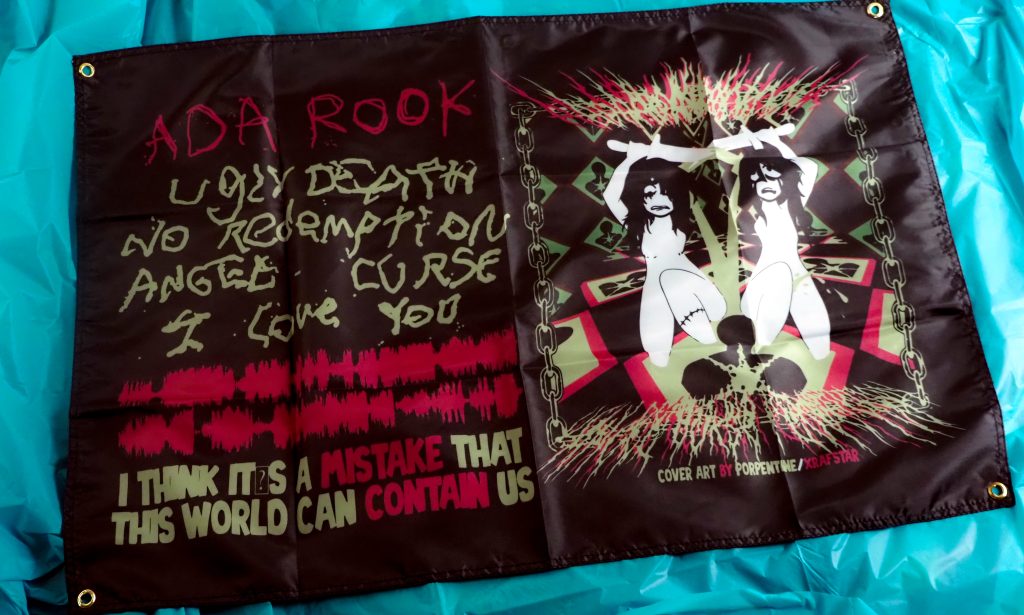 ADA ROOK
UGLY DEATH
NO REDEMPTION
ANGEL CURSE
I LOVE YOU
I THINK IT▯S A MISTAKE THAT
THIS WORLD CAN CONTAIN US
COVER ART BY PORPENTINE/KRAFSTAR